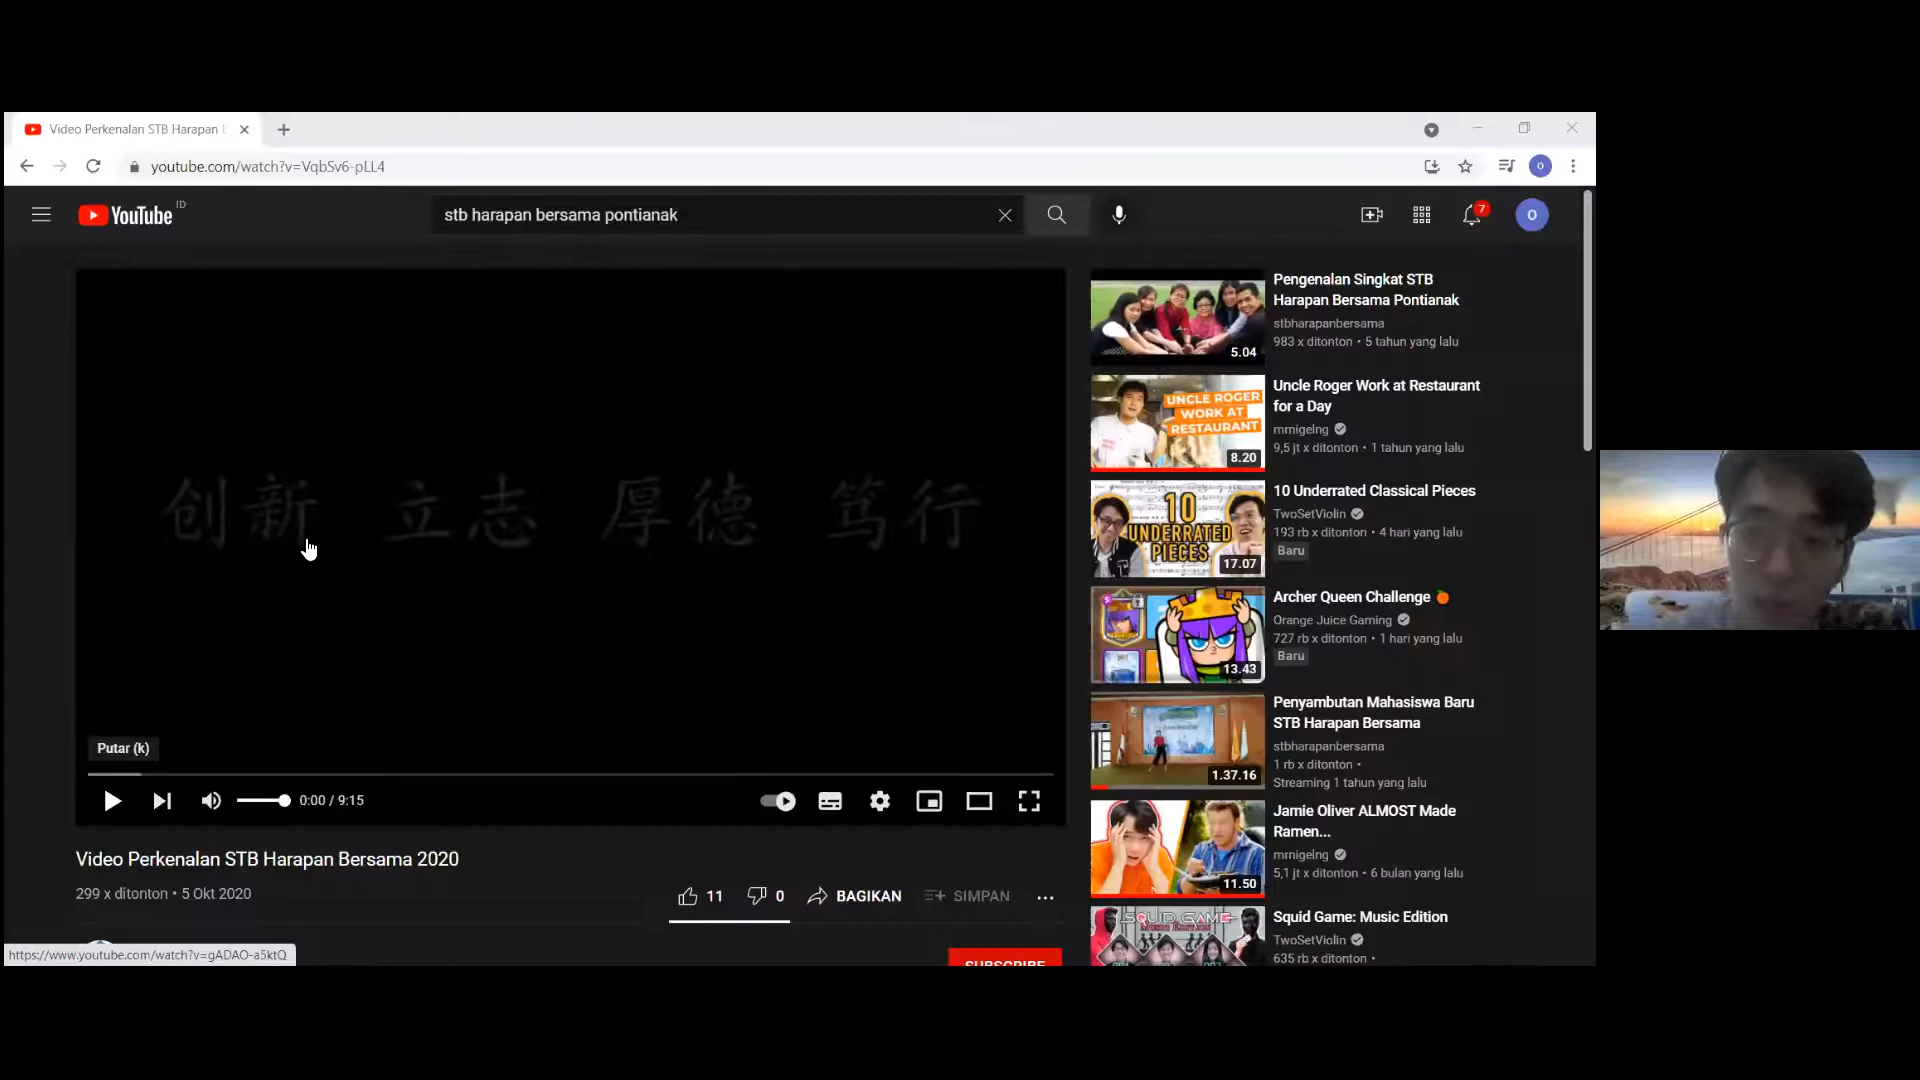 Video Perkenalan STB Harapan
youtube.com/watch?v=VqbSv6-pLL4
YouTube ID
stb harapan bersama pontianak
7
O
创新 立志 厚德 笃行
Putar (k)
0:00 / 9:15
Video Perkenalan STB Harapan Bersama 2020
299 x ditonton • 5 Okt 2020
11
0
BAGIKAN
SIMPAN
SUBSCRIBE
https://www.youtube.com/watch?v=gADAO-a5ktQ
5.04
Pengenalan Singkat STB
Harapan Bersama Pontianak
stbharapanbersama
983 x ditonton • 5 tahun yang lalu
UNCLE ROGER
WORK AT
RESTAURANT
8.20
Uncle Roger Work at Restaurant
for a Day
mrnigelng
9,5 jt x ditonton • 1 tahun yang lalu
10
UNDERRATED
PIECES
17.07
10 Underrated Classical Pieces
TwoSetViolin
193 rb x ditonton • 4 hari yang lalu
Baru
13.43
Archer Queen Challenge
Orange Juice Gaming
727 rb x ditonton • 1 hari yang lalu
Baru
1.37.16
Penyambutan Mahasiswa Baru
STB Harapan Bersama
stbharapanbersama
1 rb x ditonton •
Streaming 1 tahun yang lalu
11.50
Jamie Oliver ALMOST Made
Ramen...
mrnigelng
5,1 jt x ditonton • 6 bulan yang lalu
SQUID GAME
MUSIC EDITION
Squid Game: Music Edition
TwoSetViolin
635 rb x ditonton •